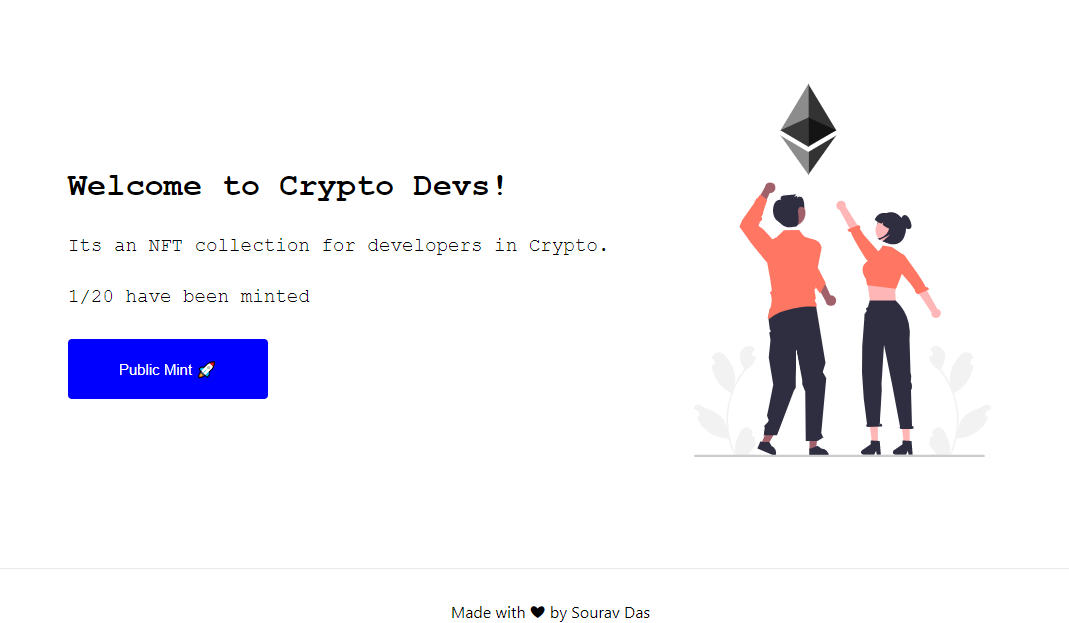 Welcome to Crypto Devs!
Its an NFT collection for developers in Crypto.
1/20 have been minted
Public Mint 🚀
Made with ❤ by Sourav Das